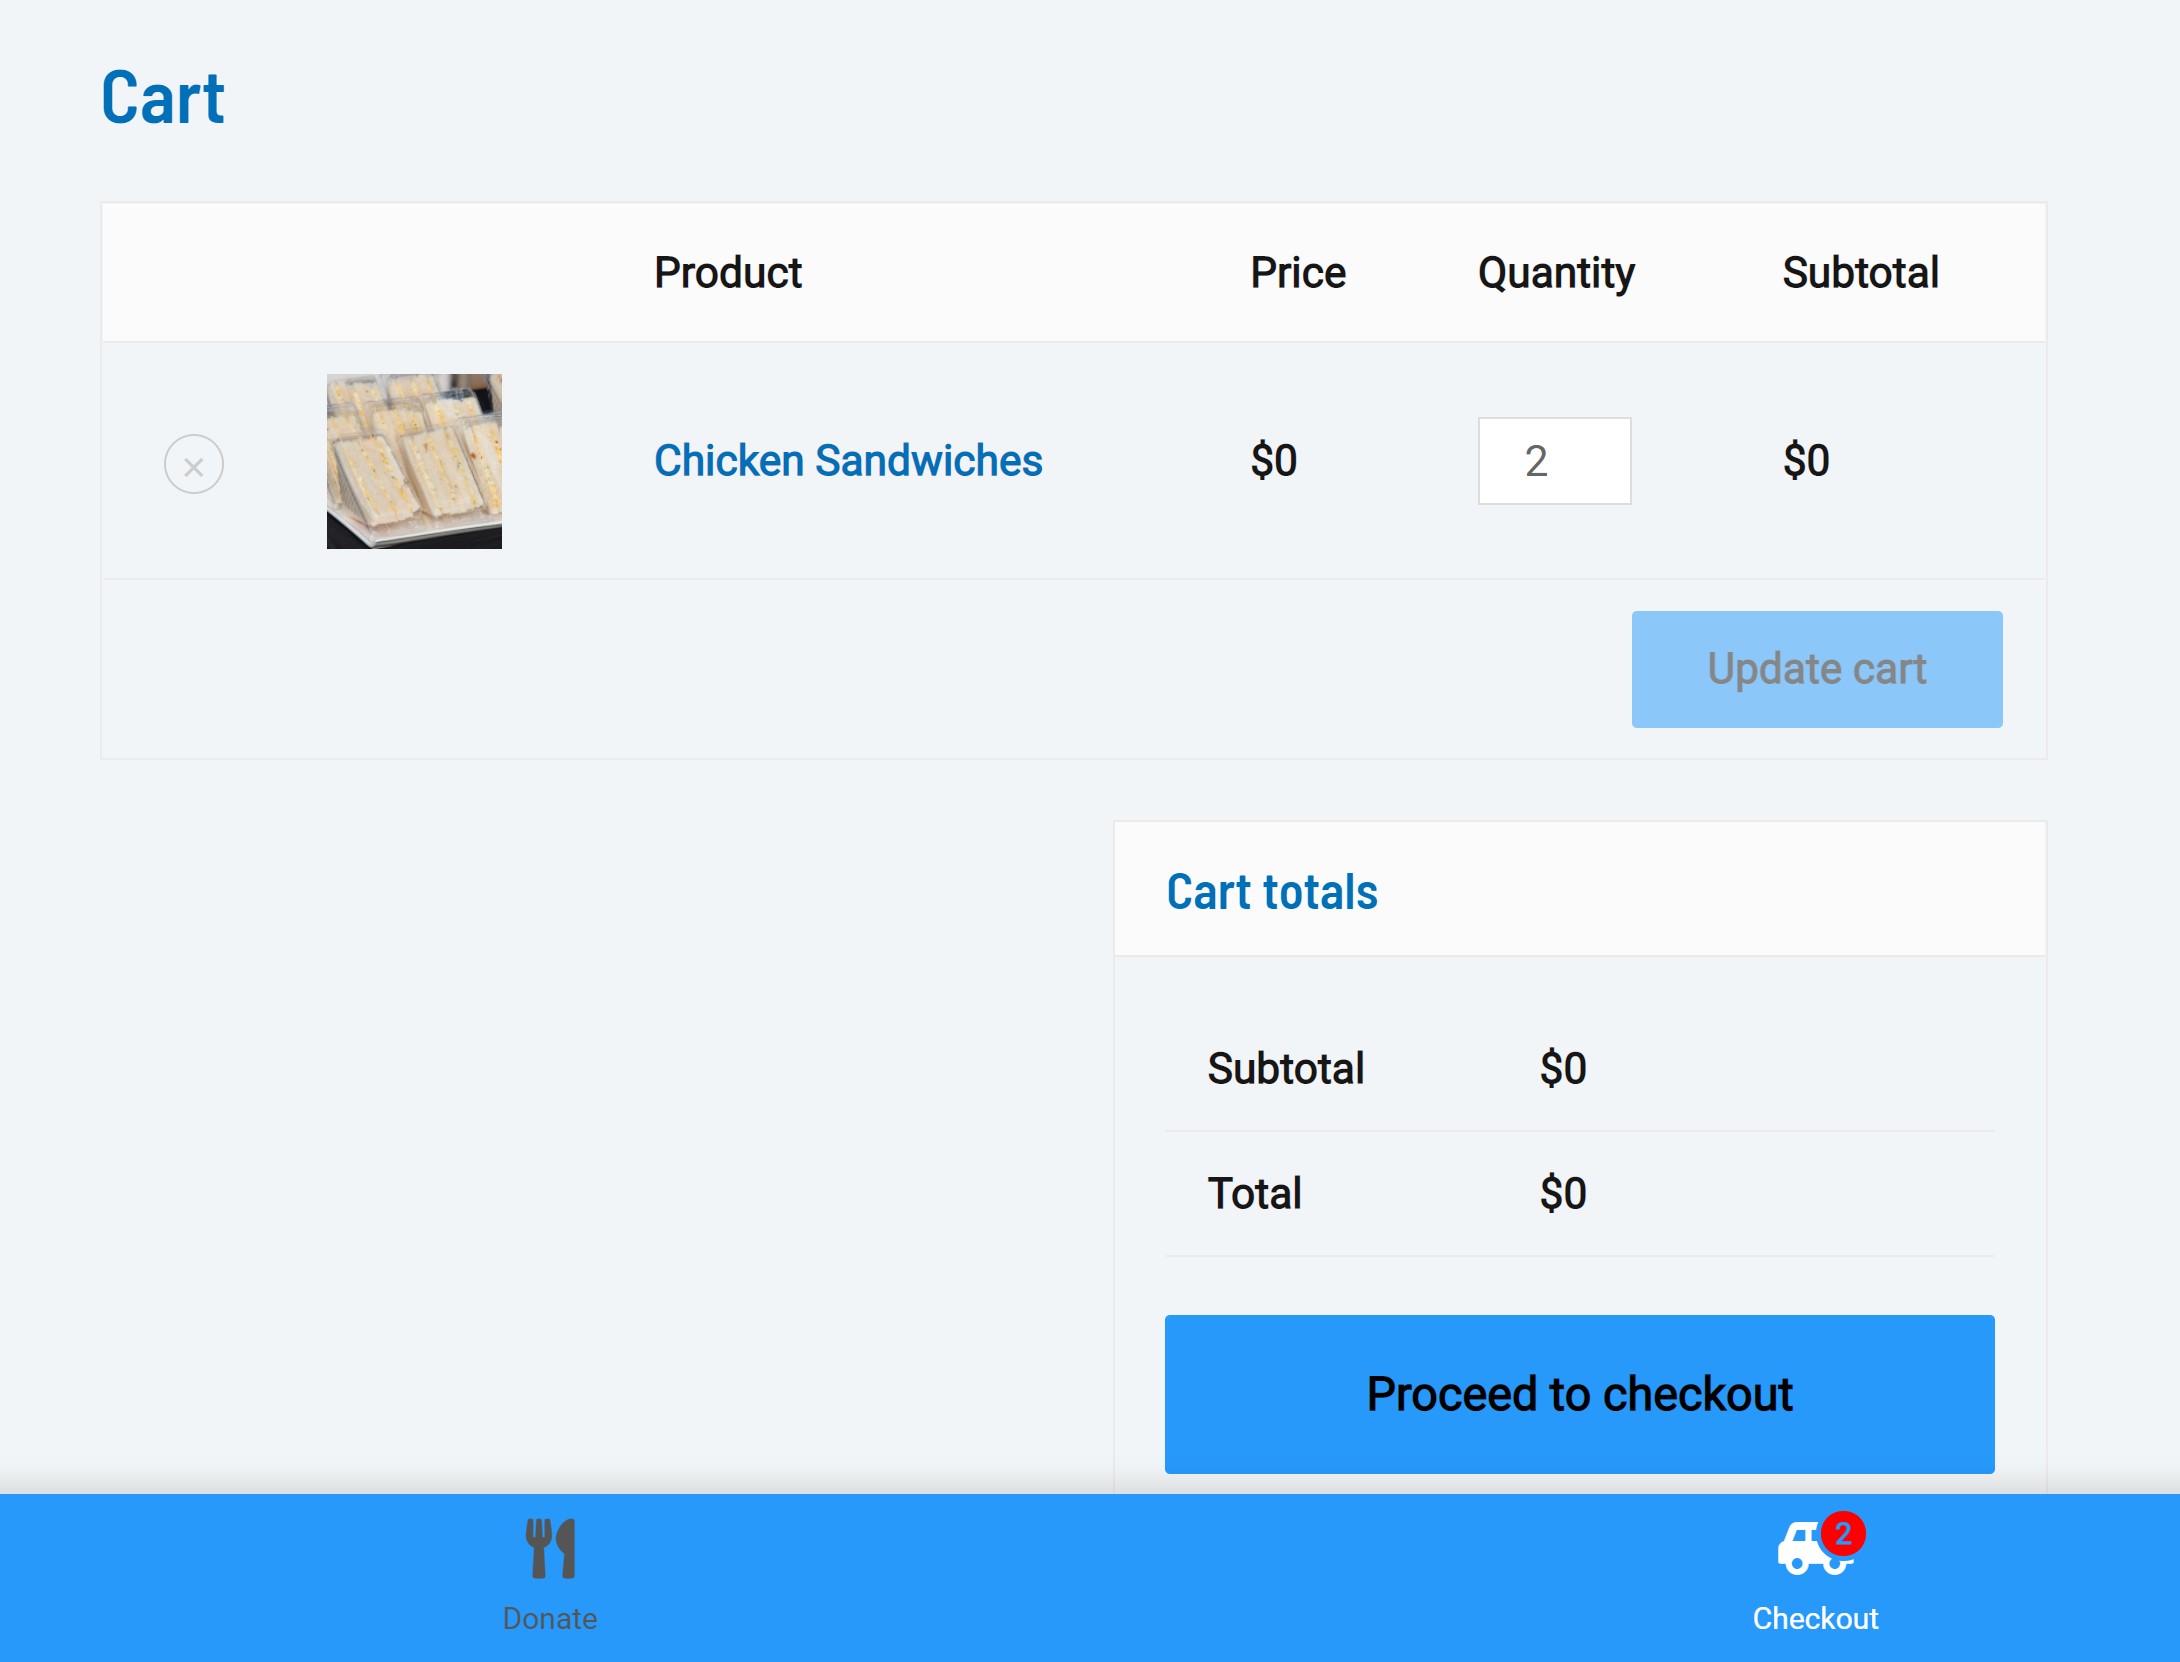 Cart
Product Price Quantity Subtotal
Chicken Sandwiches $0 2 $0
Update cart
Cart totals
Subtotal $0
Total $0
Proceed to checkout
2
Donate Checkout